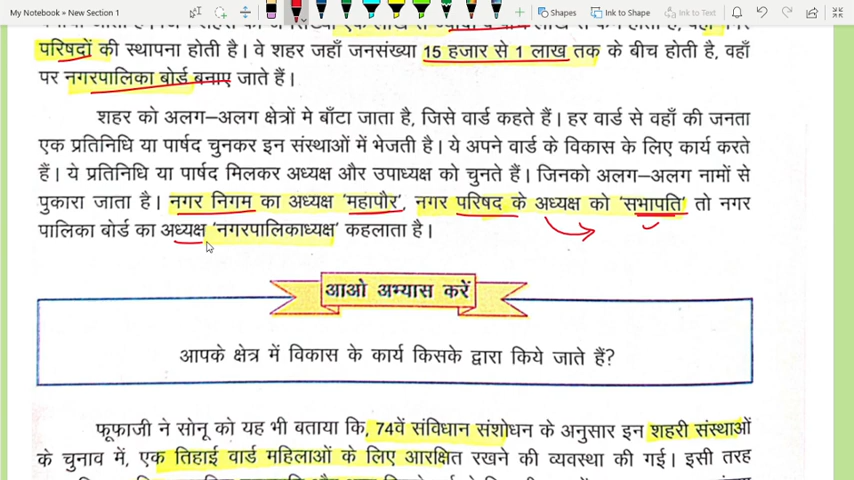 My Notebook » New Section 1
Shapes
Ink to Shape
Ink to Text
परिषदों की स्थापना होती है। वे शहर जहाँ जनसंख्या 15 हजार से 1 लाख तक के बीच होती है, वहाँ
पर नगरपालिका बोर्ड बनाए जाते हैं।
शहर को अलग–अलग क्षेत्रों मे बाँटा जाता है, जिसे वार्ड कहते हैं। हर वार्ड से वहाँ की जनता
एक प्रतिनिधि या पार्षद चुनकर इन संस्थाओं में भेजती है। ये अपने वार्ड के विकास के लिए कार्य करते
हैं। ये प्रतिनिधि या पार्षद मिलकर अध्यक्ष और उपाध्यक्ष को चुनते हैं। जिनको अलग–अलग नामों से
पुकारा जाता है। नगर निगम का अध्यक्ष ‘महापौर’, नगर परिषद के अध्यक्ष को ‘सभापति’ तो नगर
पालिका बोर्ड का अध्यक्ष ‘नगरपालिकाध्यक्ष’ कहलाता है।
आओ अभ्यास करें
आपके क्षेत्र में विकास के कार्य किसके द्वारा किये जाते हैं?
फूफाजी ने सोनू को यह भी बताया कि, 74वें संविधान संशोधन के अनुसार इन शहरी संस्थाओं
के चुनाव में, एक तिहाई वार्ड महिलाओं के लिए आरक्षित रखने की व्यवस्था की गई। इसी तरह